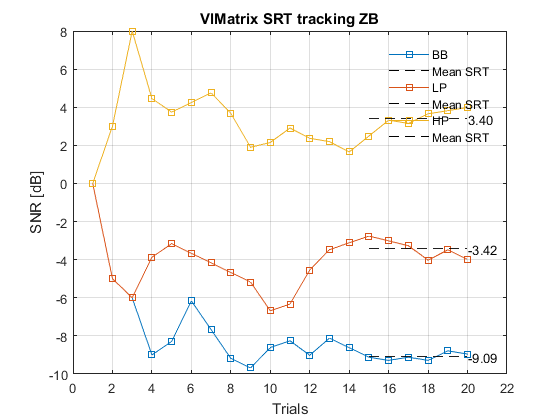 VIMatrix SRT tracking ZB
SNR [dB]
8
6
4
2
0
-2
-4
-6
-8
-10
BB
Mean SRT
LP
Mean SRT
HP
Mean SRT
3.40
-3.42
-9.09
0 2 4 6 8 10 12 14 16 18 20 22
Trials